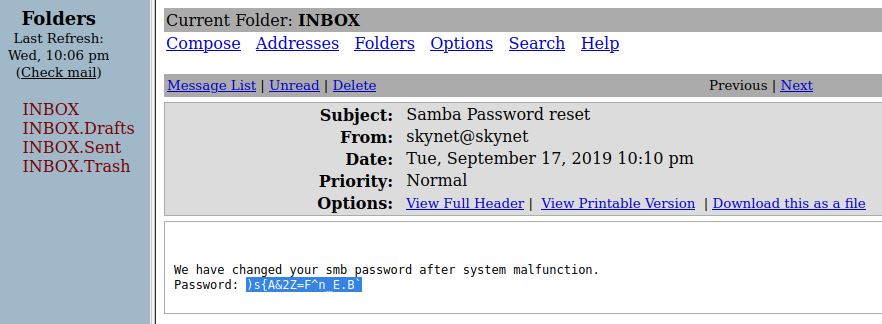 Folders
Last Refresh:
Wed, 10:06 pm
(Check mail)
INBOX
INBOX.Drafts
INBOX.Sent
INBOX.Trash
Current Folder: INBOX
Compose Addresses Folders Options Search Help
Message List | Unread | Delete Previous | Next
Subject: Samba Password reset
From: skynet@skynet
Date: Tue, September 17, 2019 10:10 pm
Priority: Normal
Options: View Full Header | View Printable Version | Download this as a file
We have changed your smb password after system malfunction.
Password: )s{A&2Z=F^n_E.B`